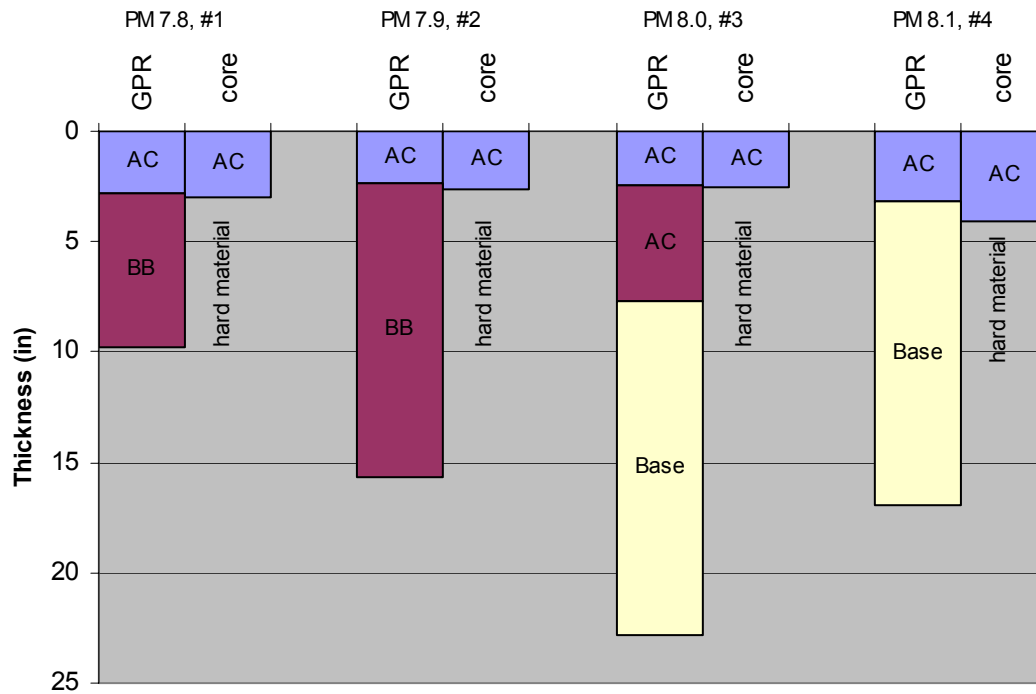 PM 7.8, #1
PM 7.9, #2
PM 8.0, #3
PM 8.1, #4
GPR
core
GPR
core
GPR
core
GPR
core
Thickness (in)
0
5
10
15
20
25
AC
AC
BB
hard material
AC
AC
BB
hard material
AC
AC
AC
Base
hard material
AC
AC
Base
hard material